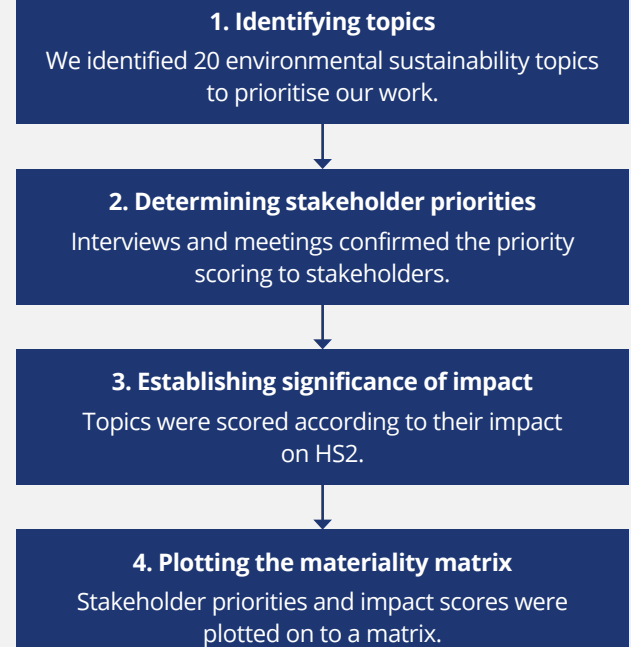 1. Identifying topics
We identified 20 environmental sustainability topics
to prioritise our work.
2. Determining stakeholder priorities
Interviews and meetings confirmed the priority
scoring to stakeholders.
3. Establishing significance of impact
Topics were scored according to their impact
on HS2.
4. Plotting the materiality matrix
Stakeholder priorities and impact scores were
plotted on to a matrix.